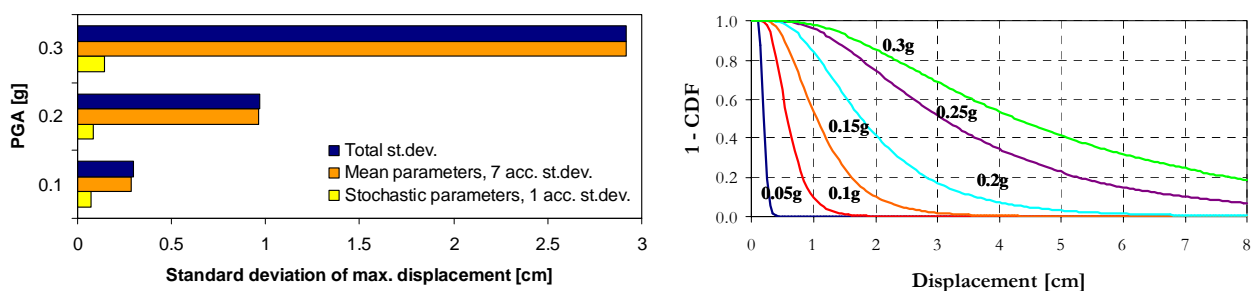 PGA [g]
0.3
0.2
0.1
Total st.dev.
Mean parameters, 7 acc. st.dev.
Stochastic parameters, 1 acc. st.dev.
0 0.5 1 1.5 2 2.5 3
Standard deviation of max. displacement [cm]
1 - CDF
1.0
0.8
0.6
0.4
0.2
0.0
0.3g
0.25g
0.15g
0.2g
0.05g
0.1g
0 1 2 3 4 5 6 7 8
Displacement [cm]